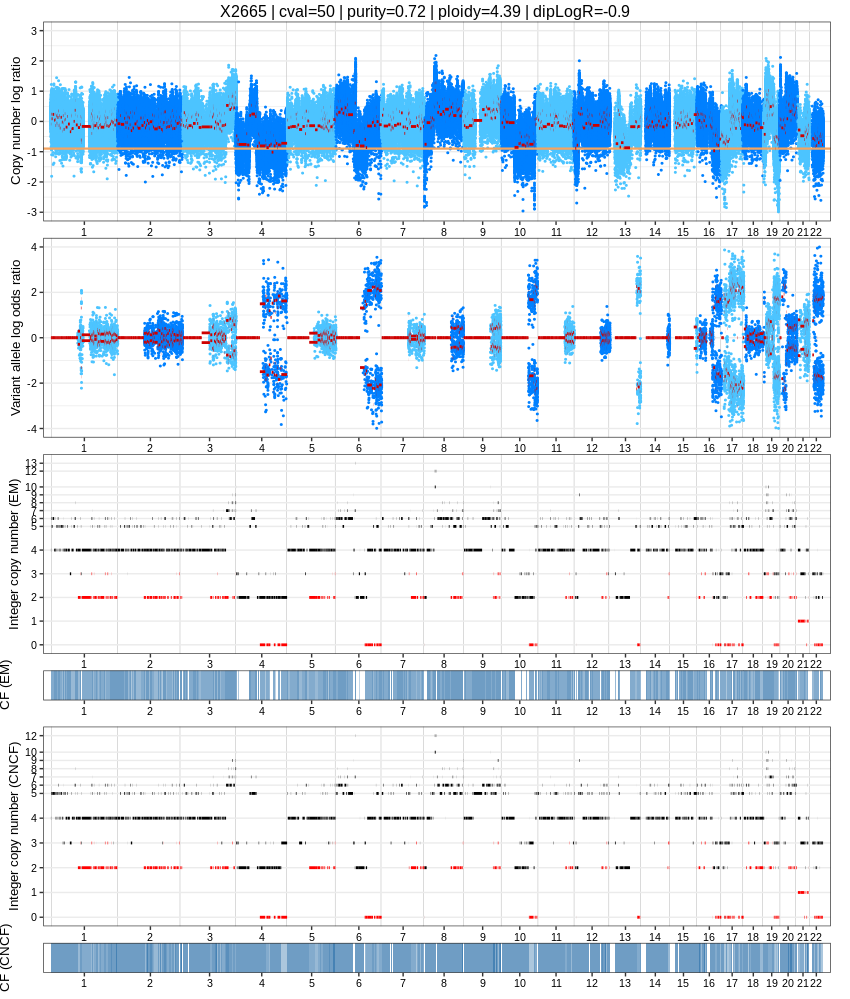 X2665 | cval=50 | purity=0.72 | ploidy=4.39 | dipLogR=-0.9
Copy number log ratio
3
2
1
0
-1
-2
-3
1 2 3 4 5 6 7 8 9 10 11 12 13 14 15 16 17 18 19 20 21 22
Variant allele log odds ratio
4
2
0
-2
-4
1 2 3 4 5 6 7 8 9 10 11 12 13 14 15 16 17 18 19 20 21 22
Integer copy number (EM)
13
12
10
9
8
7
6
5
4
3
2
1
0
1 2 3 4 5 6 7 8 9 10 11 12 13 14 15 16 17 18 19 20 21 22
CF (EM)
1 2 3 4 5 6 7 8 9 10 11 12 13 14 15 16 17 18 19 20 21 22
Integer copy number (CNCF)
12
10
9
8
7
6
5
4
3
2
1
0
1 2 3 4 5 6 7 8 9 10 11 12 13 14 15 16 17 18 19 20 21 22
CF (CNCF)
1 2 3 4 5 6 7 8 9 10 11 12 13 14 15 16 17 18 19 20 21 22